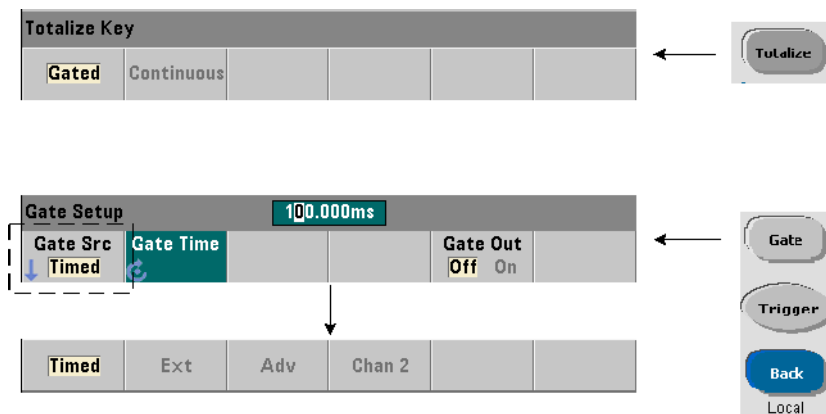 Totalize Key
Totalize
Gated Continuous
Gate Setup 100.000ms
Gate Src Gate Time Gate Out
Timed Off On
Gate
Trigger
Timed Ext Adv Chan 2
Back
Local